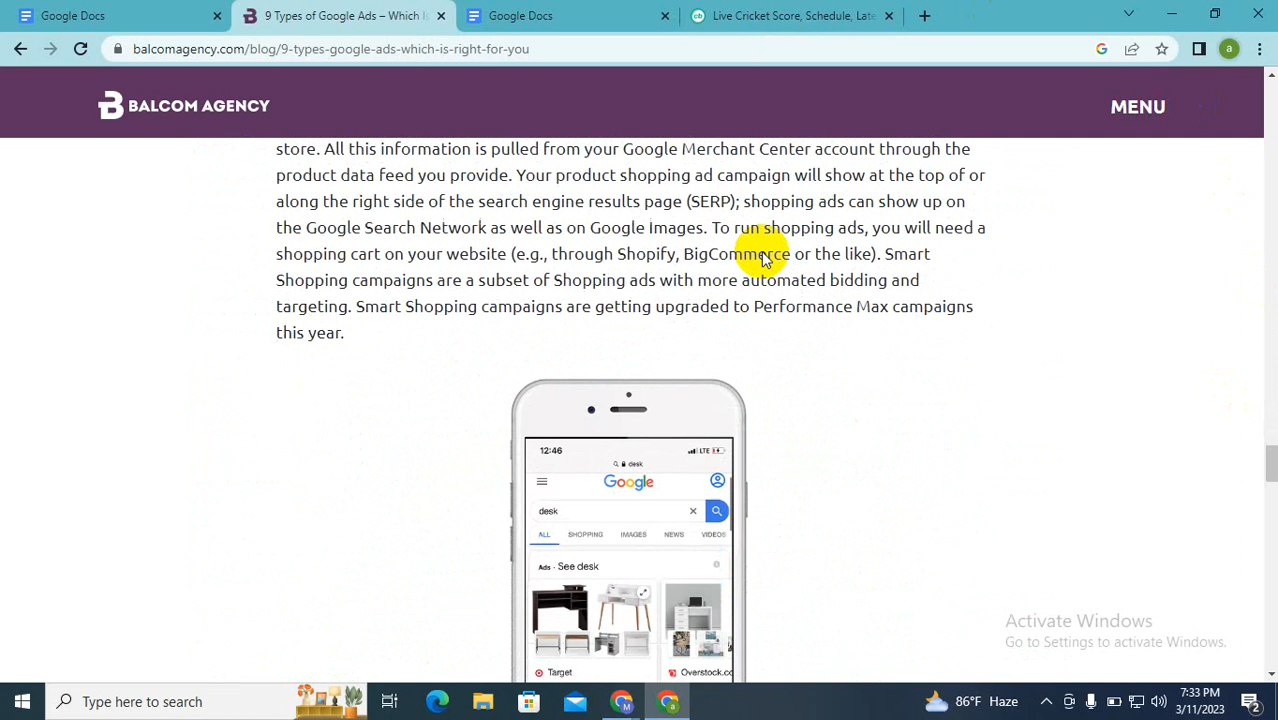 Google Docs
9 Types of Google Ads – Which Is
Google Docs
Live Cricket Score, Schedule, Late
balcomagency.com/blog/9-types-google-ads-which-is-right-for-you
a
BALCOM AGENCY
MENU
store. All this information is pulled from your Google Merchant Center account through the
product data feed you provide. Your product shopping ad campaign will show at the top of or
along the right side of the search engine results page (SERP); shopping ads can show up on
the Google Search Network as well as on Google Images. To run shopping ads, you will need a
shopping cart on your website (e.g., through Shopify, BigCommerce or the like). Smart
Shopping campaigns are a subset of Shopping ads with more automated bidding and
targeting. Smart Shopping campaigns are getting upgraded to Performance Max campaigns
this year.
12:46
LTE
desk
Google
desk
ALL SHOPPING IMAGES NEWS VIDEOS
Ads · See desk
Target
Overstock.co
Activate Windows
Go to Settings to activate Windows.
Type here to search
86°F Haze
7:33 PM
3/11/2023
2